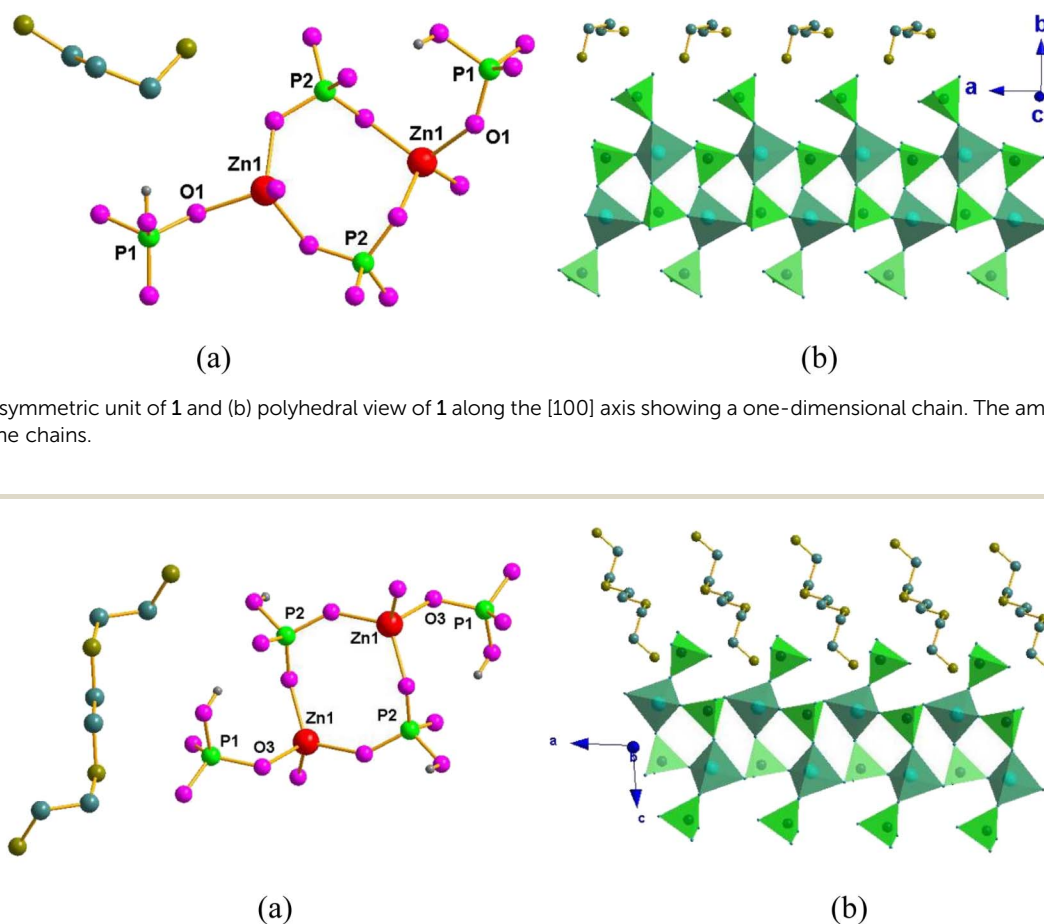 P2
P1
O1
Zn1
Zn1
O1
P1
P2
b
a
c
(a)
(b)
symmetric unit of 1 and (b) polyhedral view of 1 along the [100] axis showing a one-dimensional chain. The am
chains.
P2
O3
P1
Zn1
Zn1
P2
P1
O3
a
b
c
(a)
(b)